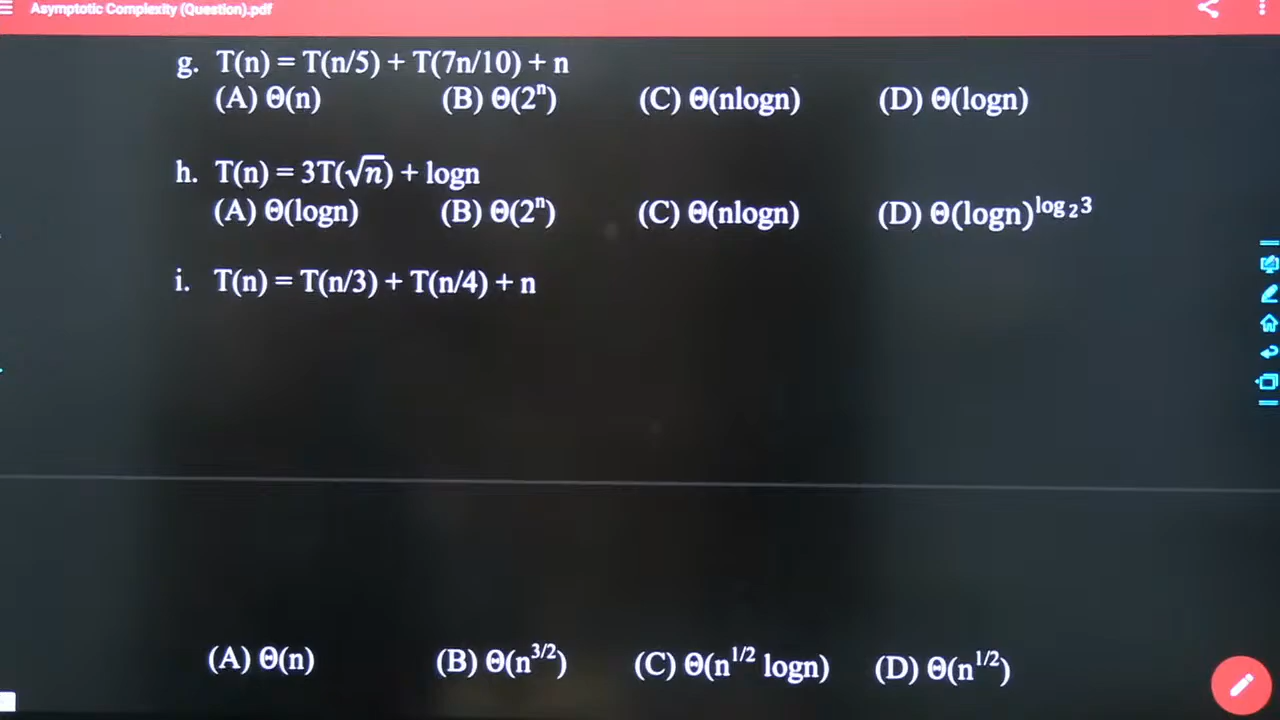 Asymptotic Complexity (Question).pdf
g. T(n) = T(n/5) + T(7n/10) + n
(A) Θ(n) (B) Θ(2ⁿ) (C) Θ(nlogn) (D) Θ(logn)
h. T(n) = 3T(√n) + logn
(A) Θ(logn) (B) Θ(2ⁿ) (C) Θ(nlogn) (D) Θ(logn)^log₂3
i. T(n) = T(n/3) + T(n/4) + n
(A) Θ(n) (B) Θ(n^3/2) (C) Θ(n^1/2 logn) (D) Θ(n^1/2)